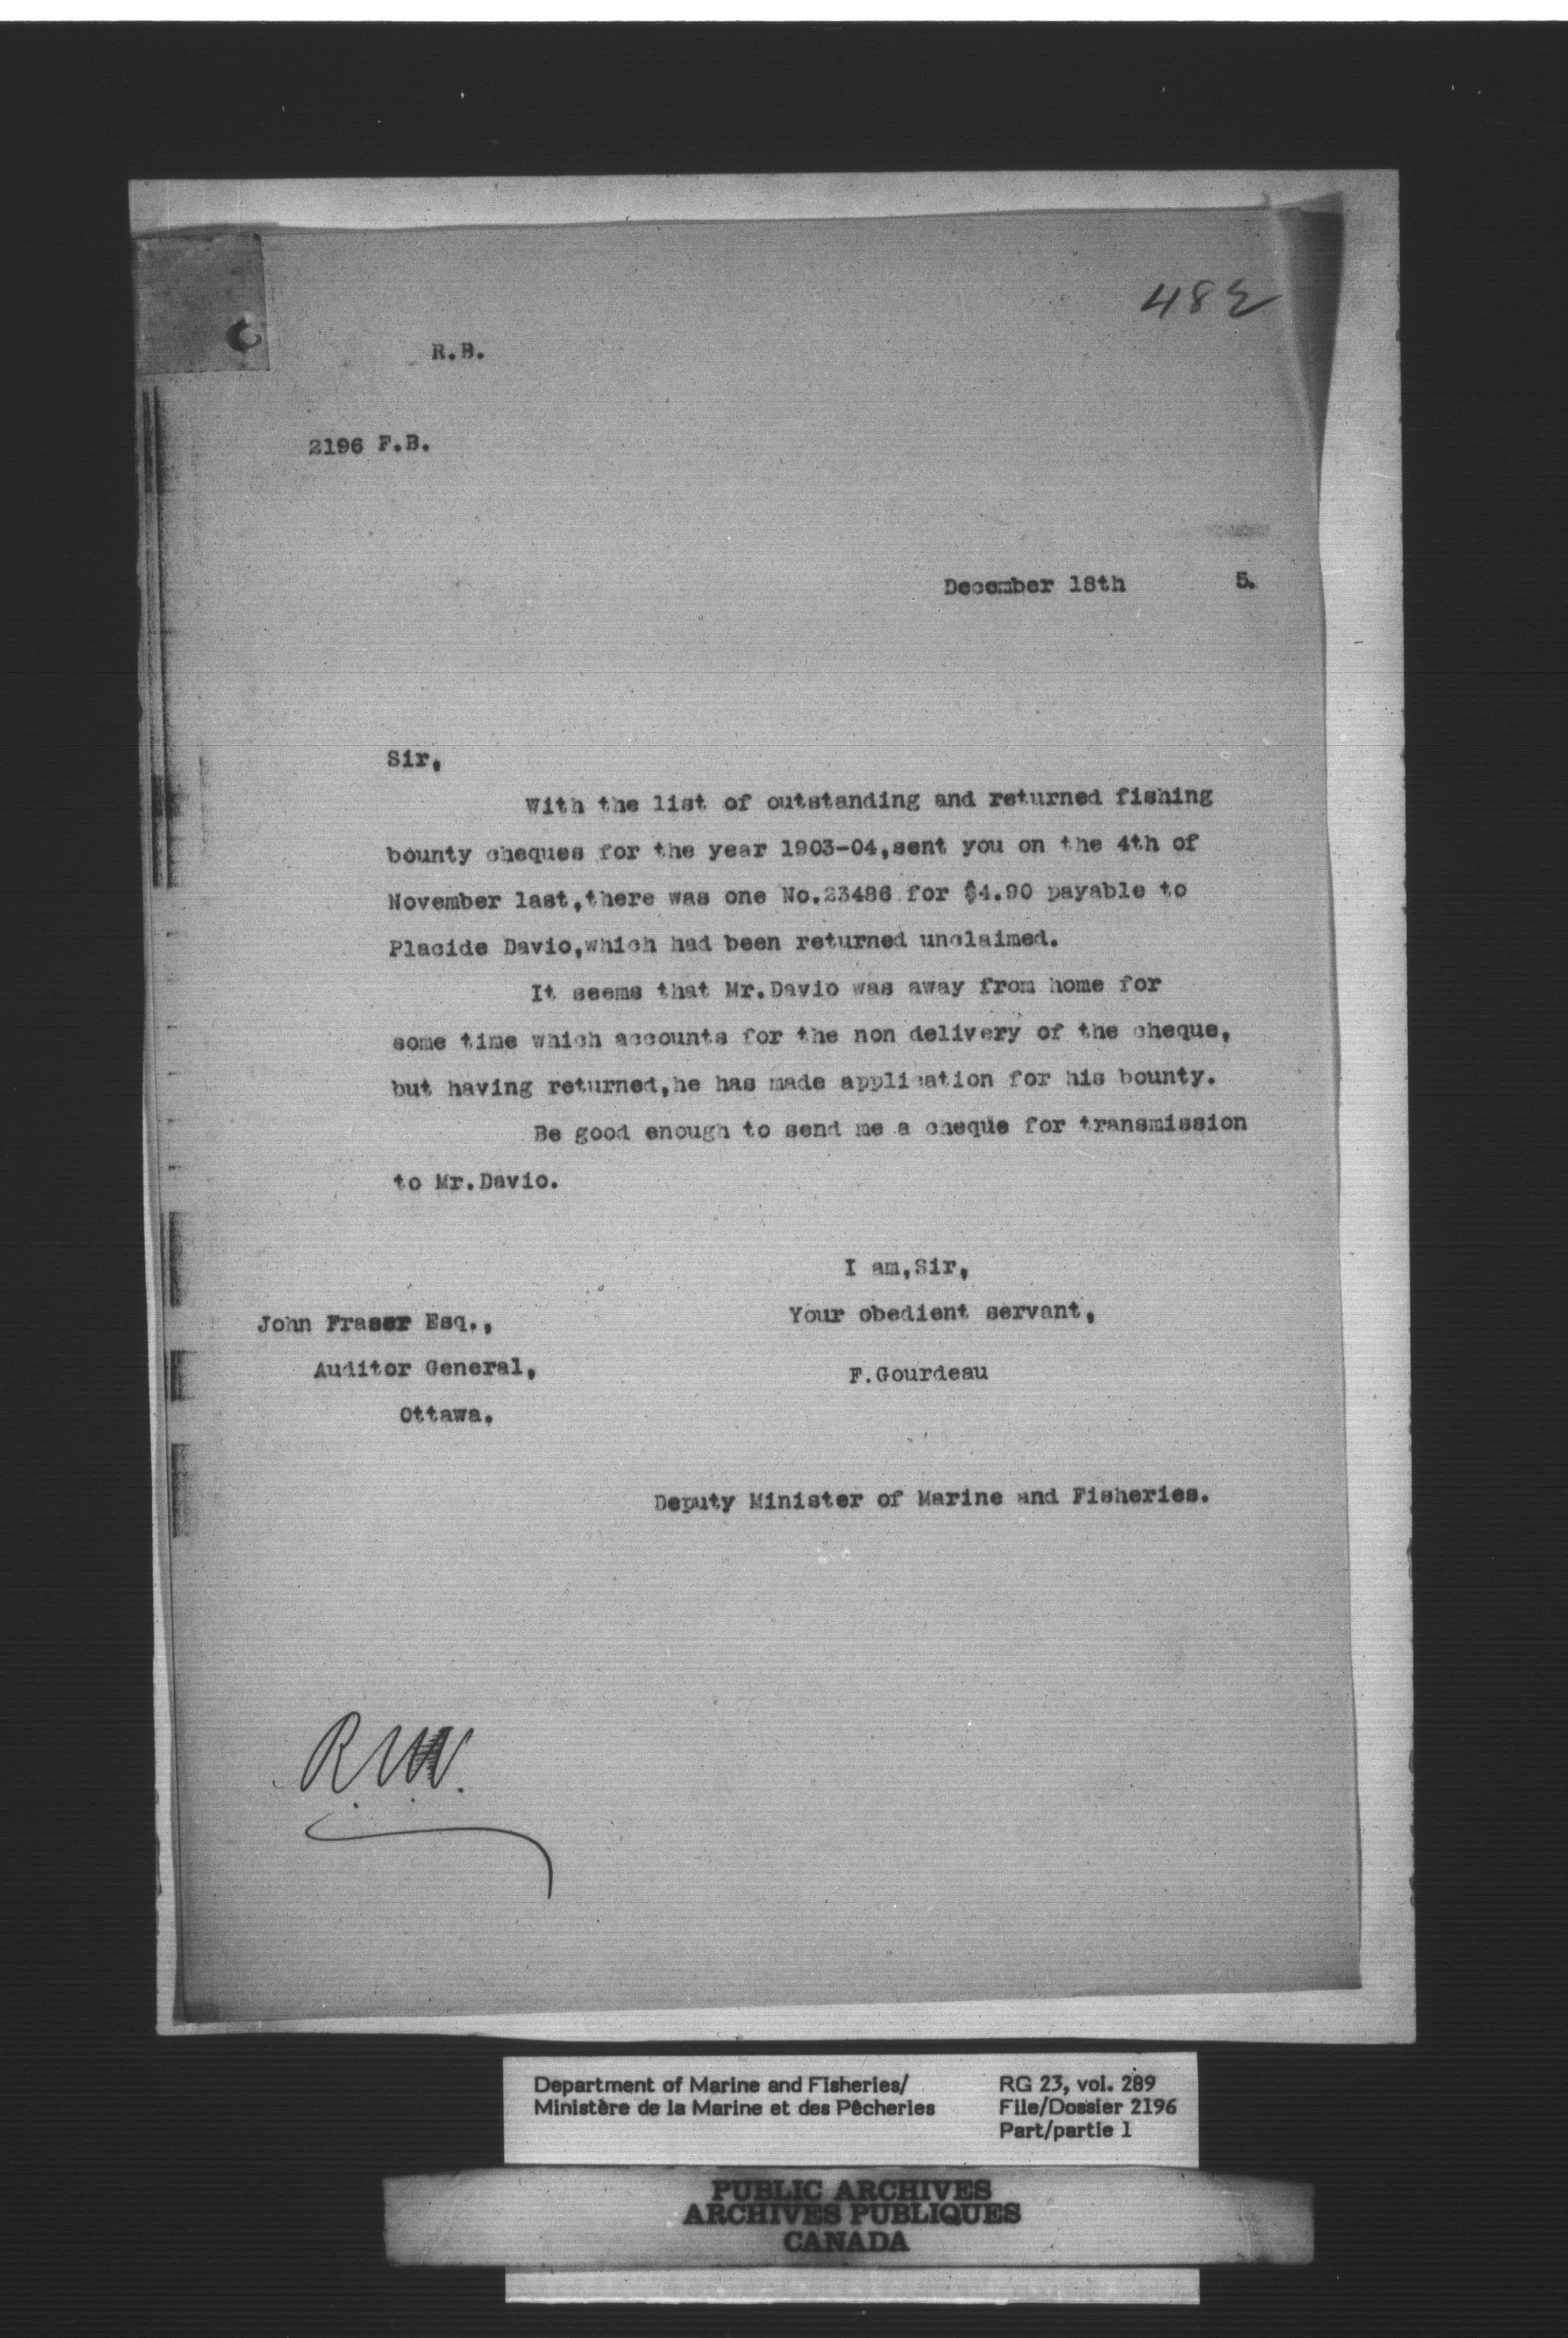 482
R.B.
2196 F.B.
December 18th 5.
Sir,
With the list of outstanding and returned fishing
bounty cheques for the year 1903-04,sent you on the 4th of
November last,there was one No.23486 for $4.90 payable to
Placide Davio,which had been returned unclaimed.
It seems that Mr.Davio was away from home for
some time which accounts for the non delivery of the cheque,
but having returned,he has made application for his bounty.
Be good enough to send me a cheque for transmission
to Mr.Davio.
I am,Sir,
Your obedient servant,
F.Gourdeau
Deputy Minister of Marine and Fisheries.
John Fraser Esq.,
Auditor General,
Ottawa.
Department of Marine and Fisheries/
Ministère de la Marine et des Pêcheries
RG 23, vol. 289
File/Dossier 2196
Part/partie 1
PUBLIC ARCHIVES
ARCHIVES PUBLIQUES
CANADA